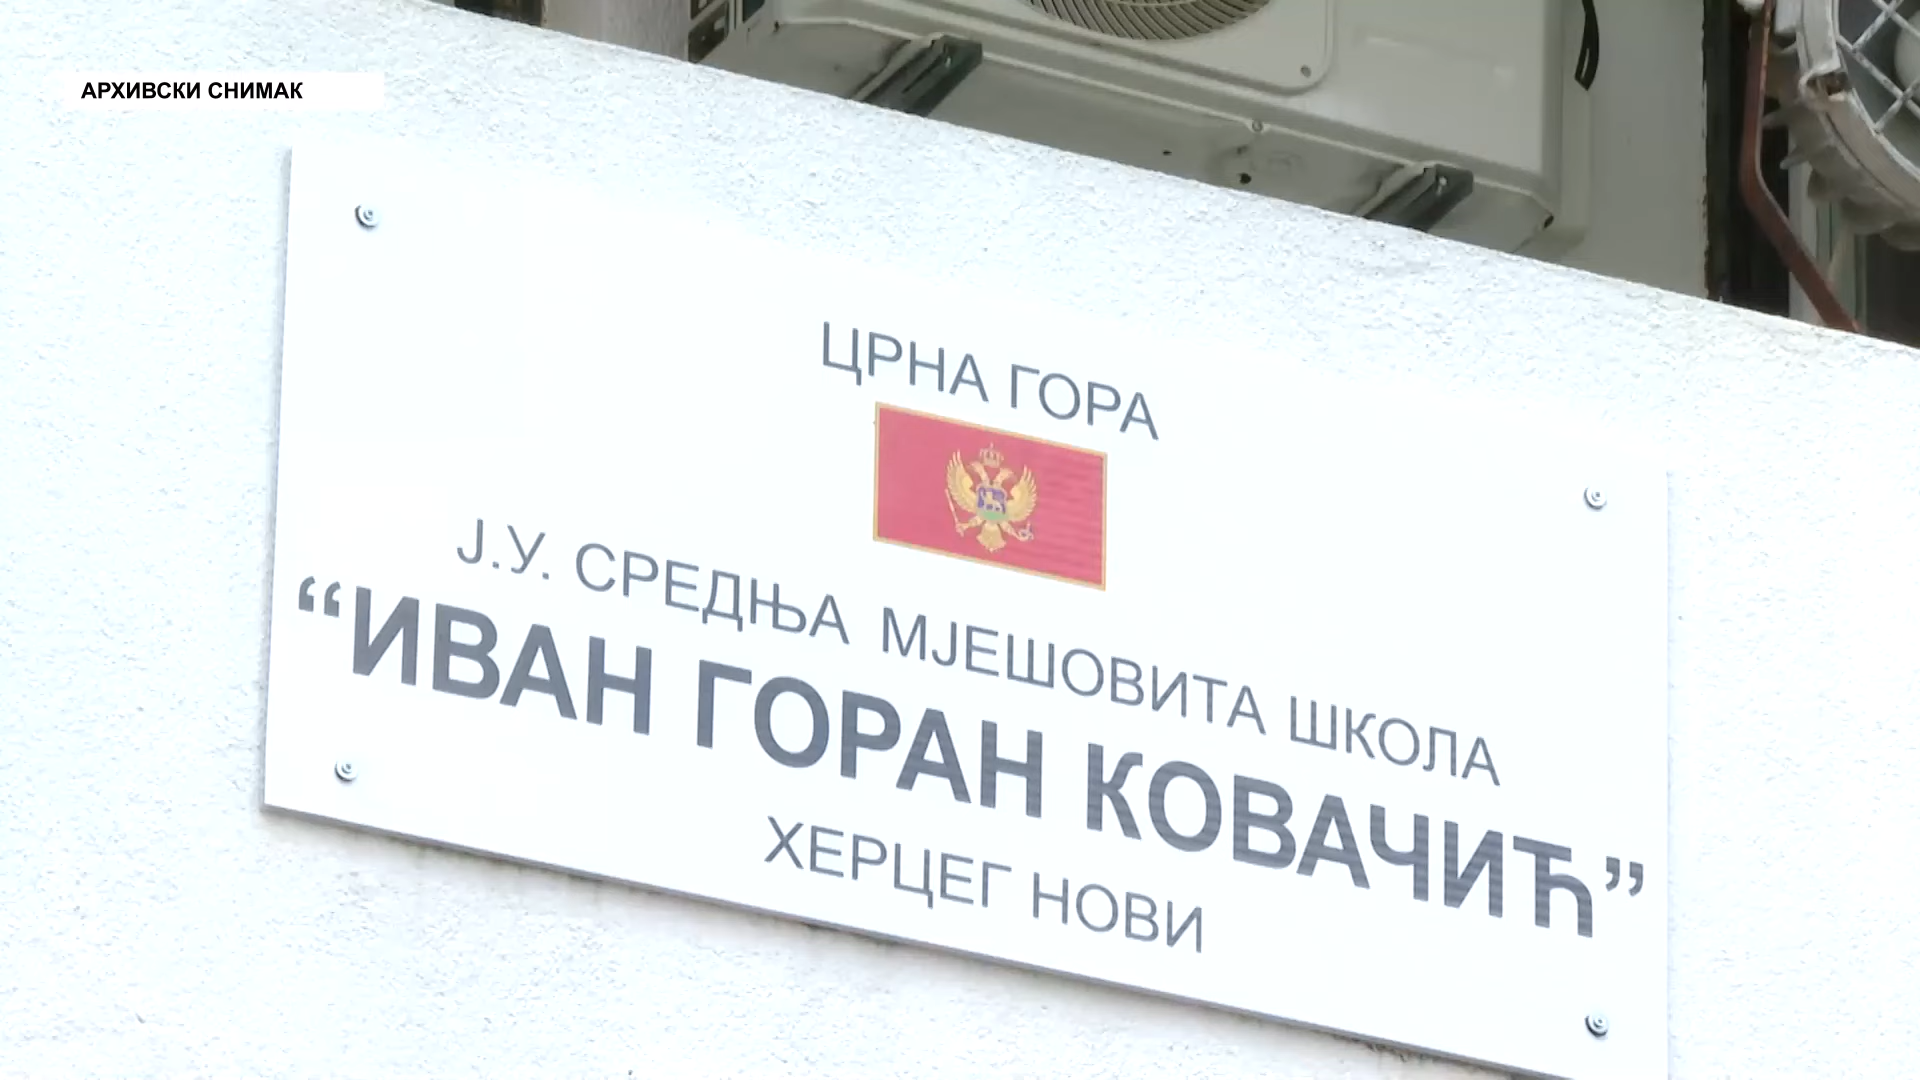 АРХИВСКИ СНИМАК
ЦРНА ГОРА
Ј.У. СРЕДЊА МЈЕШОВИТА ШКОЛА
“ИВАН ГОРАН КОВАЧИЋ”
ХЕРЦЕГ НОВИ